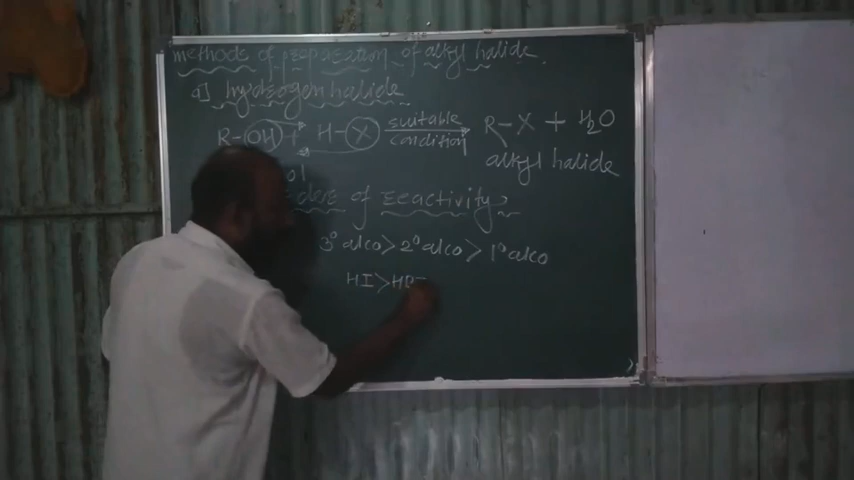 methods of preparation of alkyl halide.
a] hydrogen halide
R-OH + H-X suitable condition R-X + H2O
alkyl halide
of reactivity
3° alco > 2° alco > 1° alco
HI > HBr